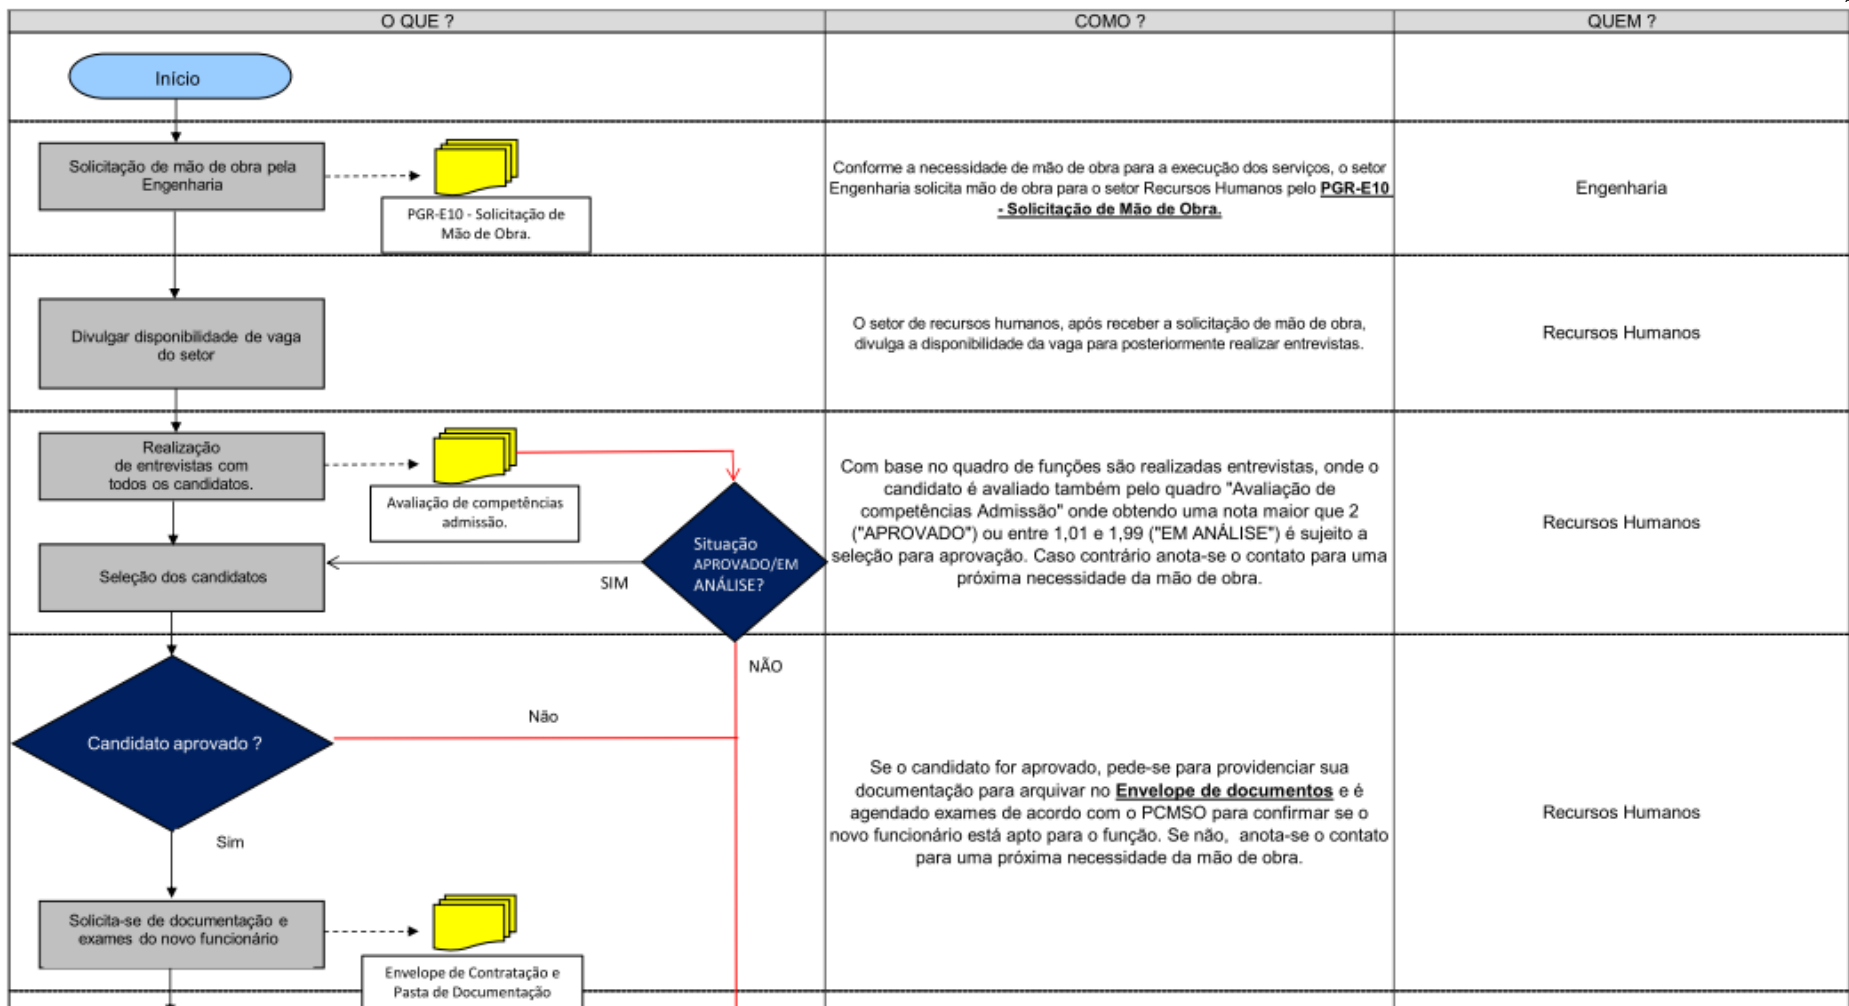 O QUE ?
COMO ?
QUEM ?
Início
Solicitação de mão de obra pela
Engenharia
PGR-E10 - Solicitação de
Mão de Obra.
Conforme a necessidade de mão de obra para a execução dos serviços, o setor
Engenharia solicita mão de obra para o setor Recursos Humanos pelo PGR-E10
- Solicitação de Mão de Obra.
Engenharia
Divulgar disponibilidade de vaga
do setor
O setor de recursos humanos, após receber a solicitação de mão de obra,
divulga a disponibilidade da vaga para posteriormente realizar entrevistas.
Recursos Humanos
Realização
de entrevistas com
todos os candidatos.
Avaliação de competências
admissão.
Seleção dos candidatos
SIM
Situação
APROVADO/EM
ANÁLISE?
Com base no quadro de funções são realizadas entrevistas, onde o
candidato é avaliado também pelo quadro "Avaliação de
competências Admissão" onde obtendo uma nota maior que 2
("APROVADO") ou entre 1,01 e 1,99 ("EM ANÁLISE") é sujeito a
seleção para aprovação. Caso contrário anota-se o contato para uma
próxima necessidade da mão de obra.
Recursos Humanos
NÃO
Não
Candidato aprovado ?
Sim
Se o candidato for aprovado, pede-se para providenciar sua
documentação para arquivar no Envelope de documentos e é
agendado exames de acordo com o PCMSO para confirmar se o
novo funcionário está apto para o função. Se não, anota-se o contato
para uma próxima necessidade da mão de obra.
Recursos Humanos
Solicita-se de documentação e
exames do novo funcionário
Envelope de Contratação e
Pasta de Documentação